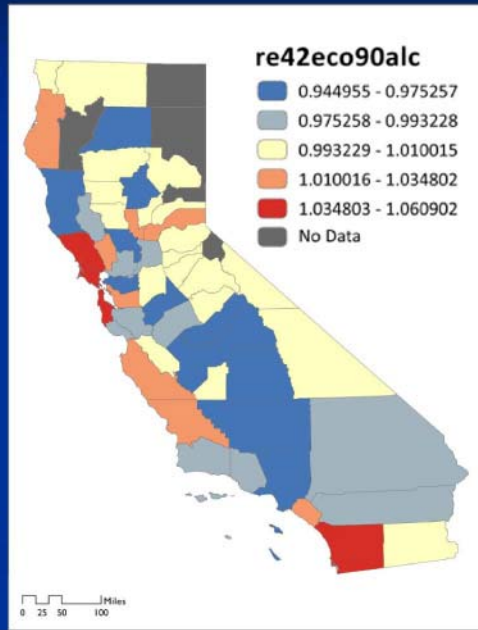 re42eco90alc
0.944955 - 0.975257
0.975258 - 0.993228
0.993229 - 1.010015
1.010016 - 1.034802
1.034803 - 1.060902
No Data
Miles
0 25 50 100